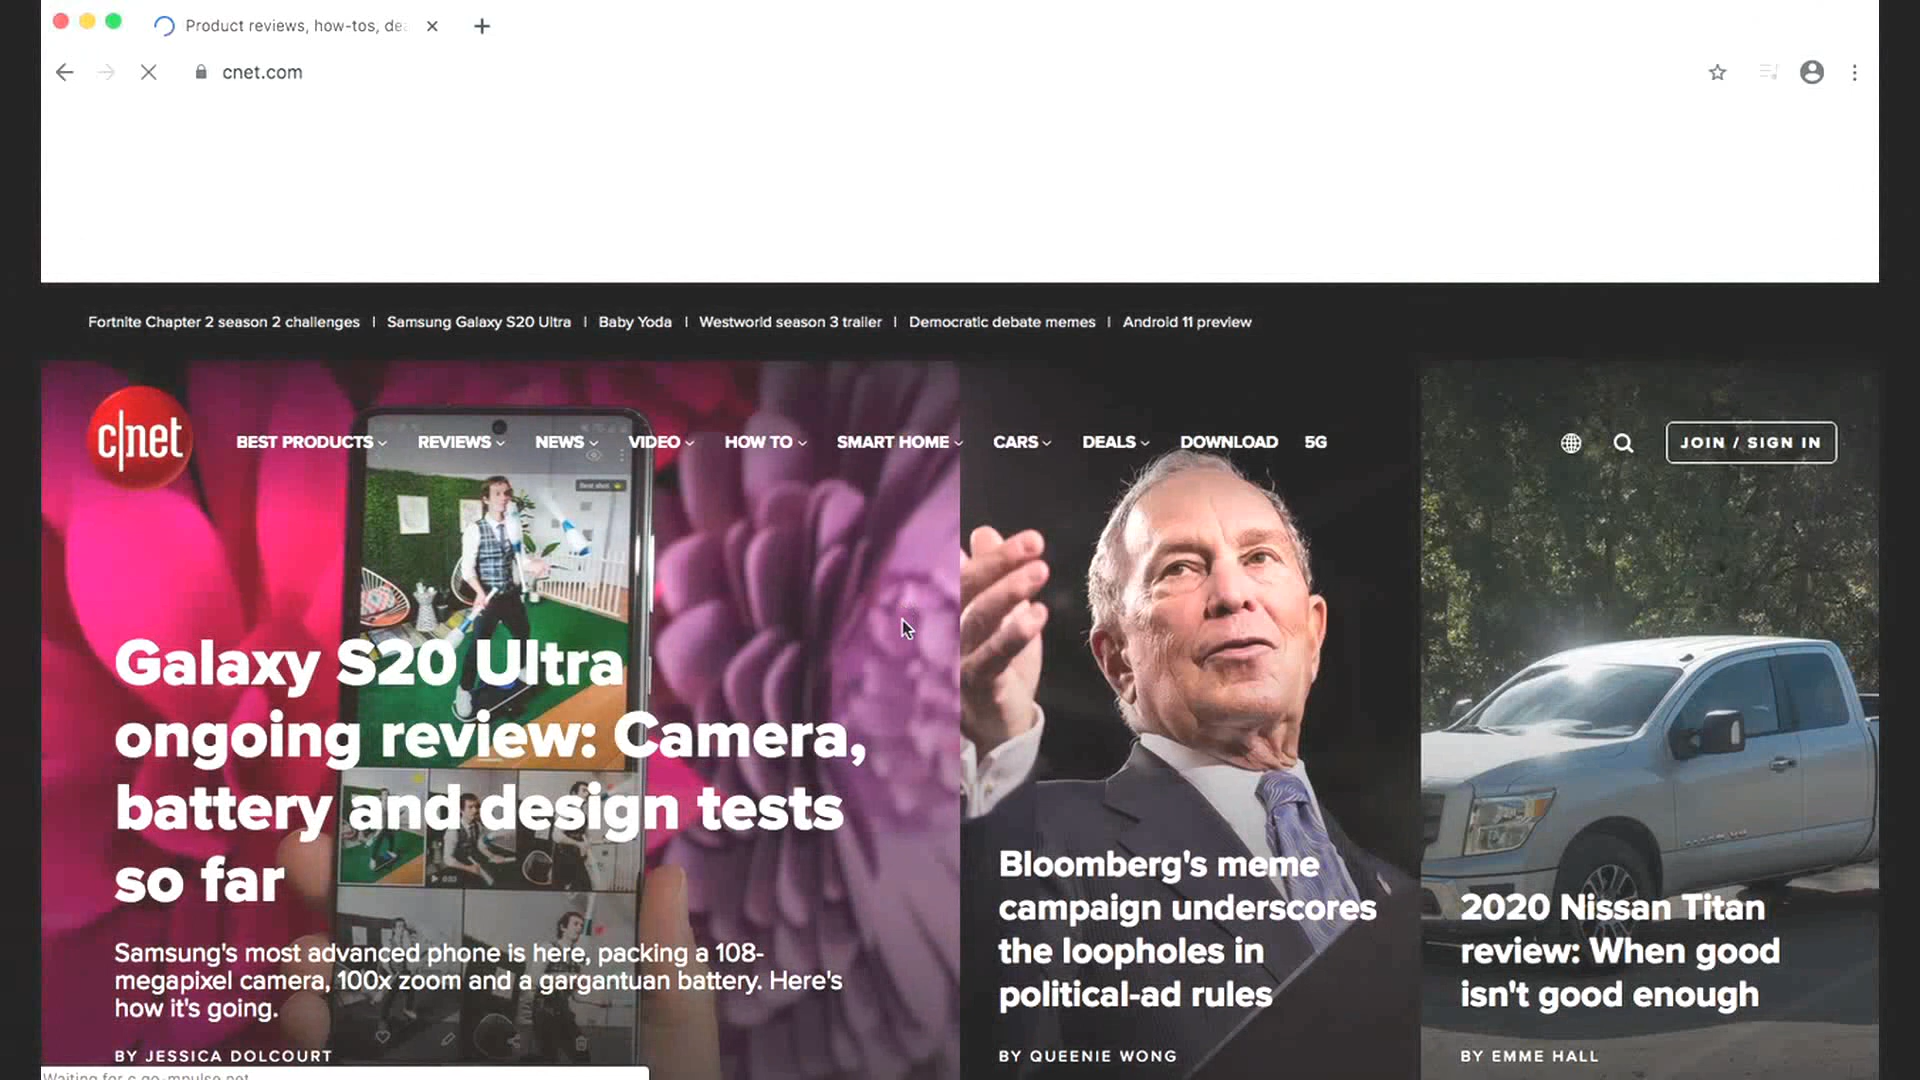 Product reviews, how-tos, de
cnet.com
Fortnite Chapter 2 season 2 challenges | Samsung Galaxy S20 Ultra | Baby Yoda | Westworld season 3 trailer | Democratic debate memes | Android 11 preview
c|net
BEST PRODUCTS REVIEWS NEWS VIDEO HOW TO SMART HOME CARS DEALS DOWNLOAD 5G
JOIN / SIGN IN
Best shot
Galaxy S20 Ultra
ongoing review: Camera,
battery and design tests
so far
Samsung's most advanced phone is here, packing a 108-
megapixel camera, 100x zoom and a gargantuan battery. Here's
how it's going.
BY JESSICA DOLCOURT
Bloomberg's meme
campaign underscores
the loopholes in
political-ad rules
BY QUEENIE WONG
2020 Nissan Titan
review: When good
isn't good enough
BY EMME HALL
Waiting for c.go-mpulse.net